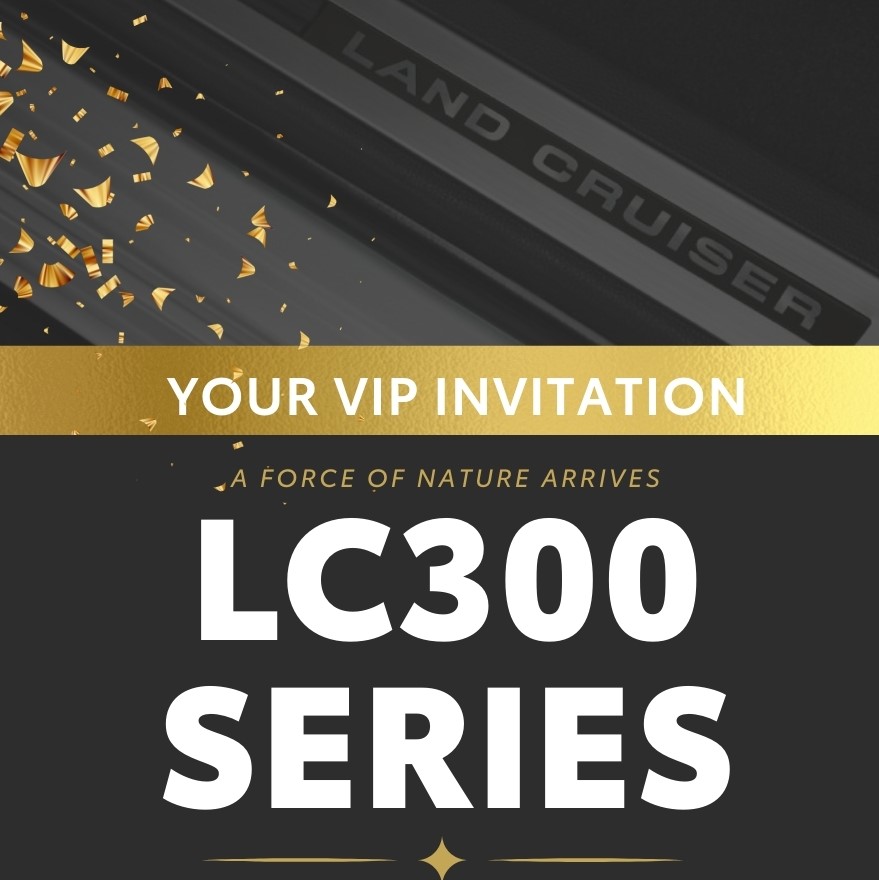 LAND CRUISER
YOUR VIP INVITATION
A FORCE OF NATURE ARRIVES
LC300
SERIES